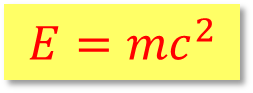 E = mc²